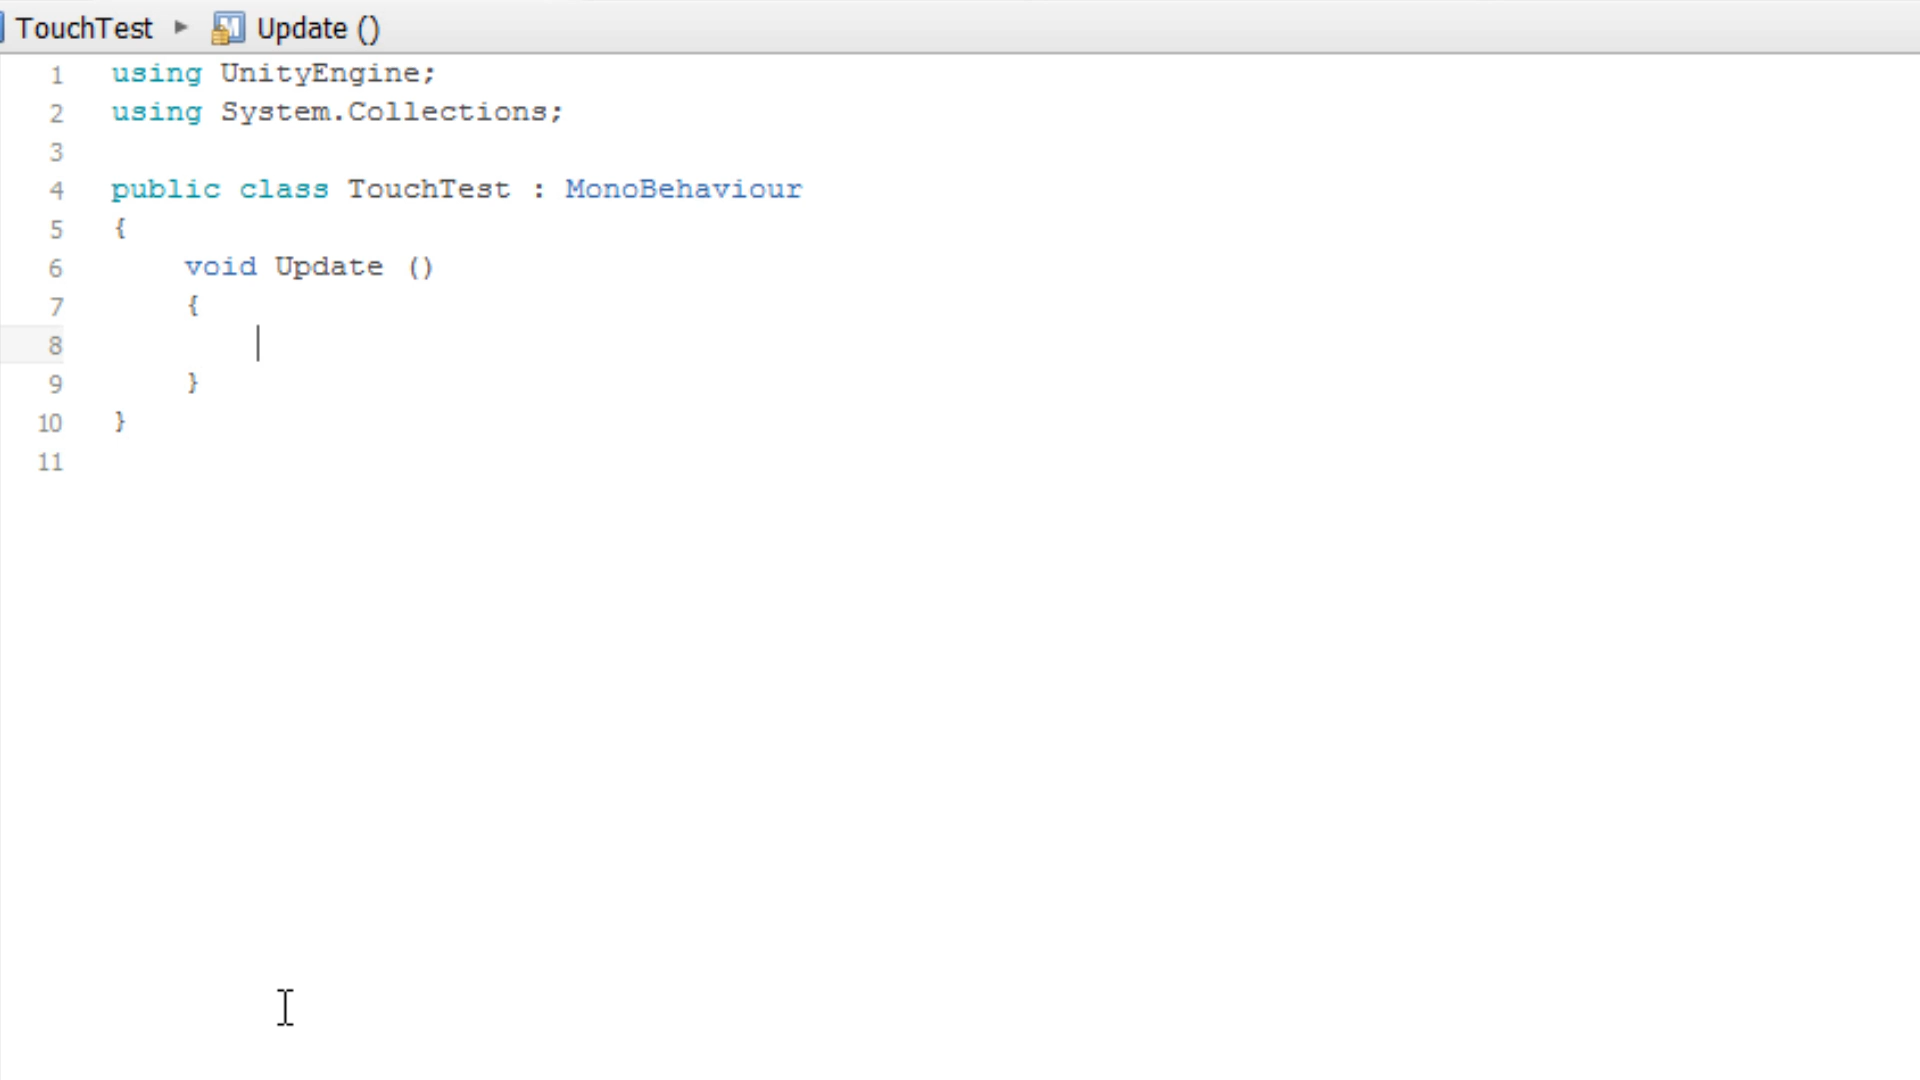 TouchTest ▸ Update ()
1 using UnityEngine;
2 using System.Collections;
3
4 public class TouchTest : MonoBehaviour
5 {
6 void Update ()
7 {
8
9 }
10 }
11